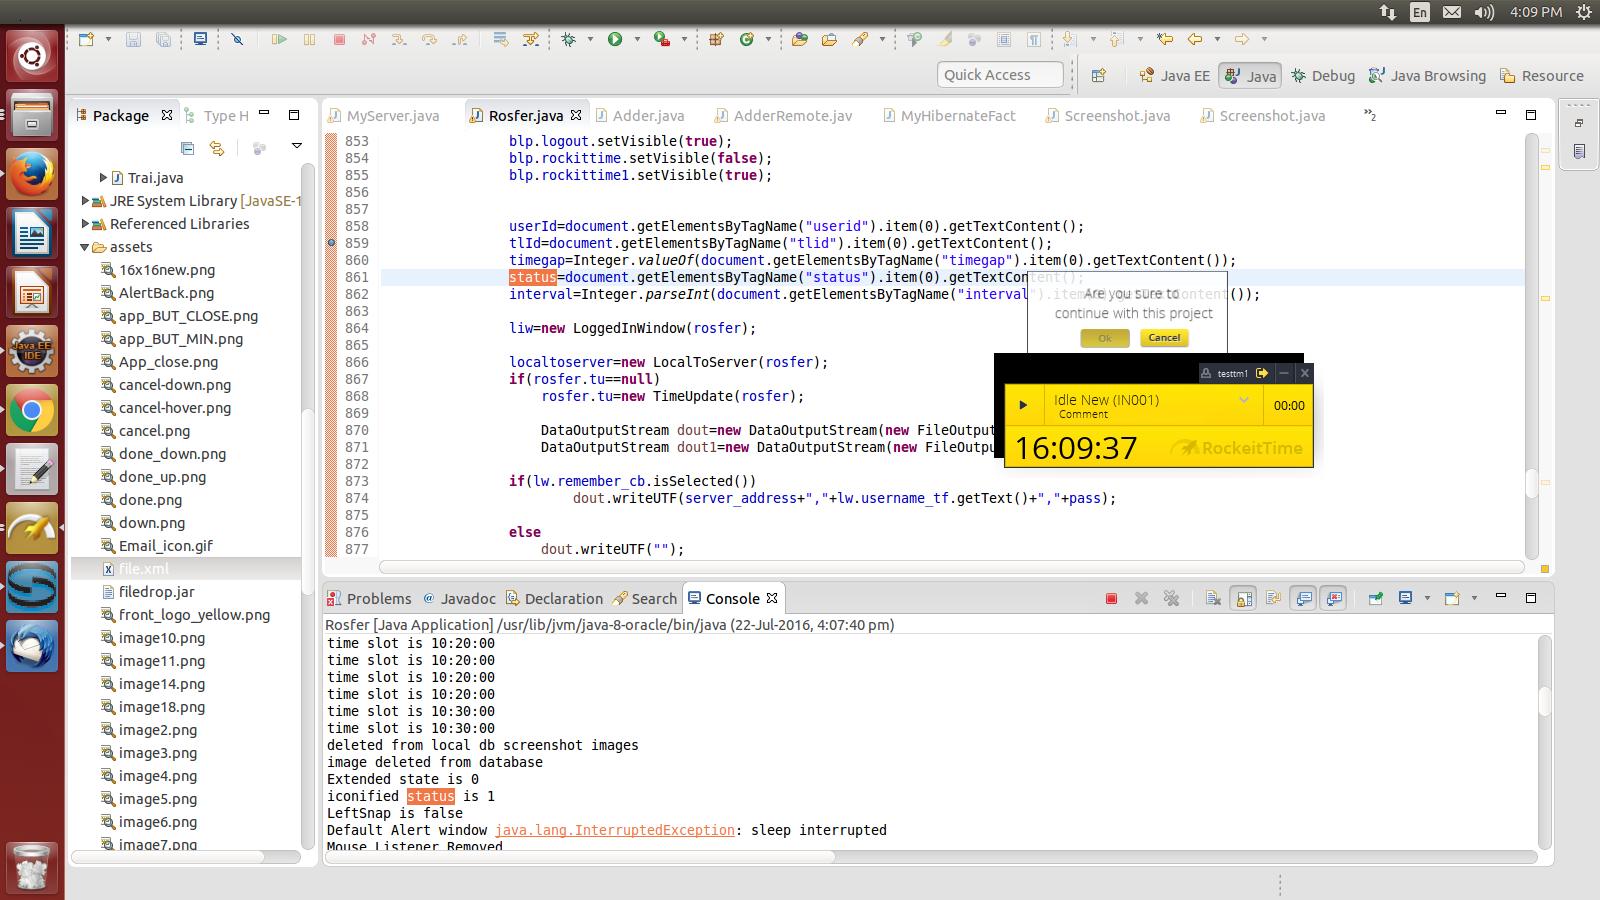 En 4:09 PM
Quick Access Java EE Java Debug Java Browsing Resource
Package Type H
MyServer.java Rosfer.java Adder.java AdderRemote.jav MyHibernateFact Screenshot.java Screenshot.java
Trai.java
JRE System Library [JavaSE-1
Referenced Libraries
assets
16x16new.png
AlertBack.png
app_BUT_CLOSE.png
app_BUT_MIN.png
App_close.png
cancel-down.png
cancel-hover.png
cancel.png
done_down.png
done_up.png
done.png
down.png
Email_icon.gif
file.xml
filedrop.jar
front_logo_yellow.png
image10.png
image11.png
image14.png
image18.png
image2.png
image3.png
image4.png
image5.png
image6.png
image7.png
853 blp.logout.setVisible(true);
854 blp.rockittime.setVisible(false);
855 blp.rockittime1.setVisible(true);
856
857
858 userId=document.getElementsByTagName("userid").item(0).getTextContent();
859 tlId=document.getElementsByTagName("tlid").item(0).getTextContent();
860 timegap=Integer.valueOf(document.getElementsByTagName("timegap").item(0).getTextContent());
861 status=document.getElementsByTagName("status").item(0).getTextContent();
862 interval=Integer.parseInt(document.getElementsByTagName("interval").item(0).getTextContent());
863
864 liw=new LoggedInWindow(rosfer);
865
866 localtoserver=new LocalToServer(rosfer);
867 if(rosfer.tu==null)
868 rosfer.tu=new TimeUpdate(rosfer);
869
870 DataOutputStream dout=new DataOutputStream(new FileOutput
871 DataOutputStream dout1=new DataOutputStream(new FileOutpu
872
873 if(lw.remember_cb.isSelected())
874 dout.writeUTF(server_address+","+lw.username_tf.getText()+","+pass);
875
876 else
877 dout.writeUTF("");
Are you sure to
continue with this project
Ok Cancel
testtm1
Idle New (IN001)
Comment
00:00
16:09:37 RockeitTime
Problems Javadoc Declaration Search Console
Rosfer [Java Application] /usr/lib/jvm/java-8-oracle/bin/java (22-Jul-2016, 4:07:40 pm)
time slot is 10:20:00
time slot is 10:20:00
time slot is 10:20:00
time slot is 10:20:00
time slot is 10:30:00
time slot is 10:30:00
deleted from local db screenshot images
image deleted from database
Extended state is 0
iconified status is 1
LeftSnap is false
Default Alert window java.lang.InterruptedException: sleep interrupted
Mouse Listener Removed